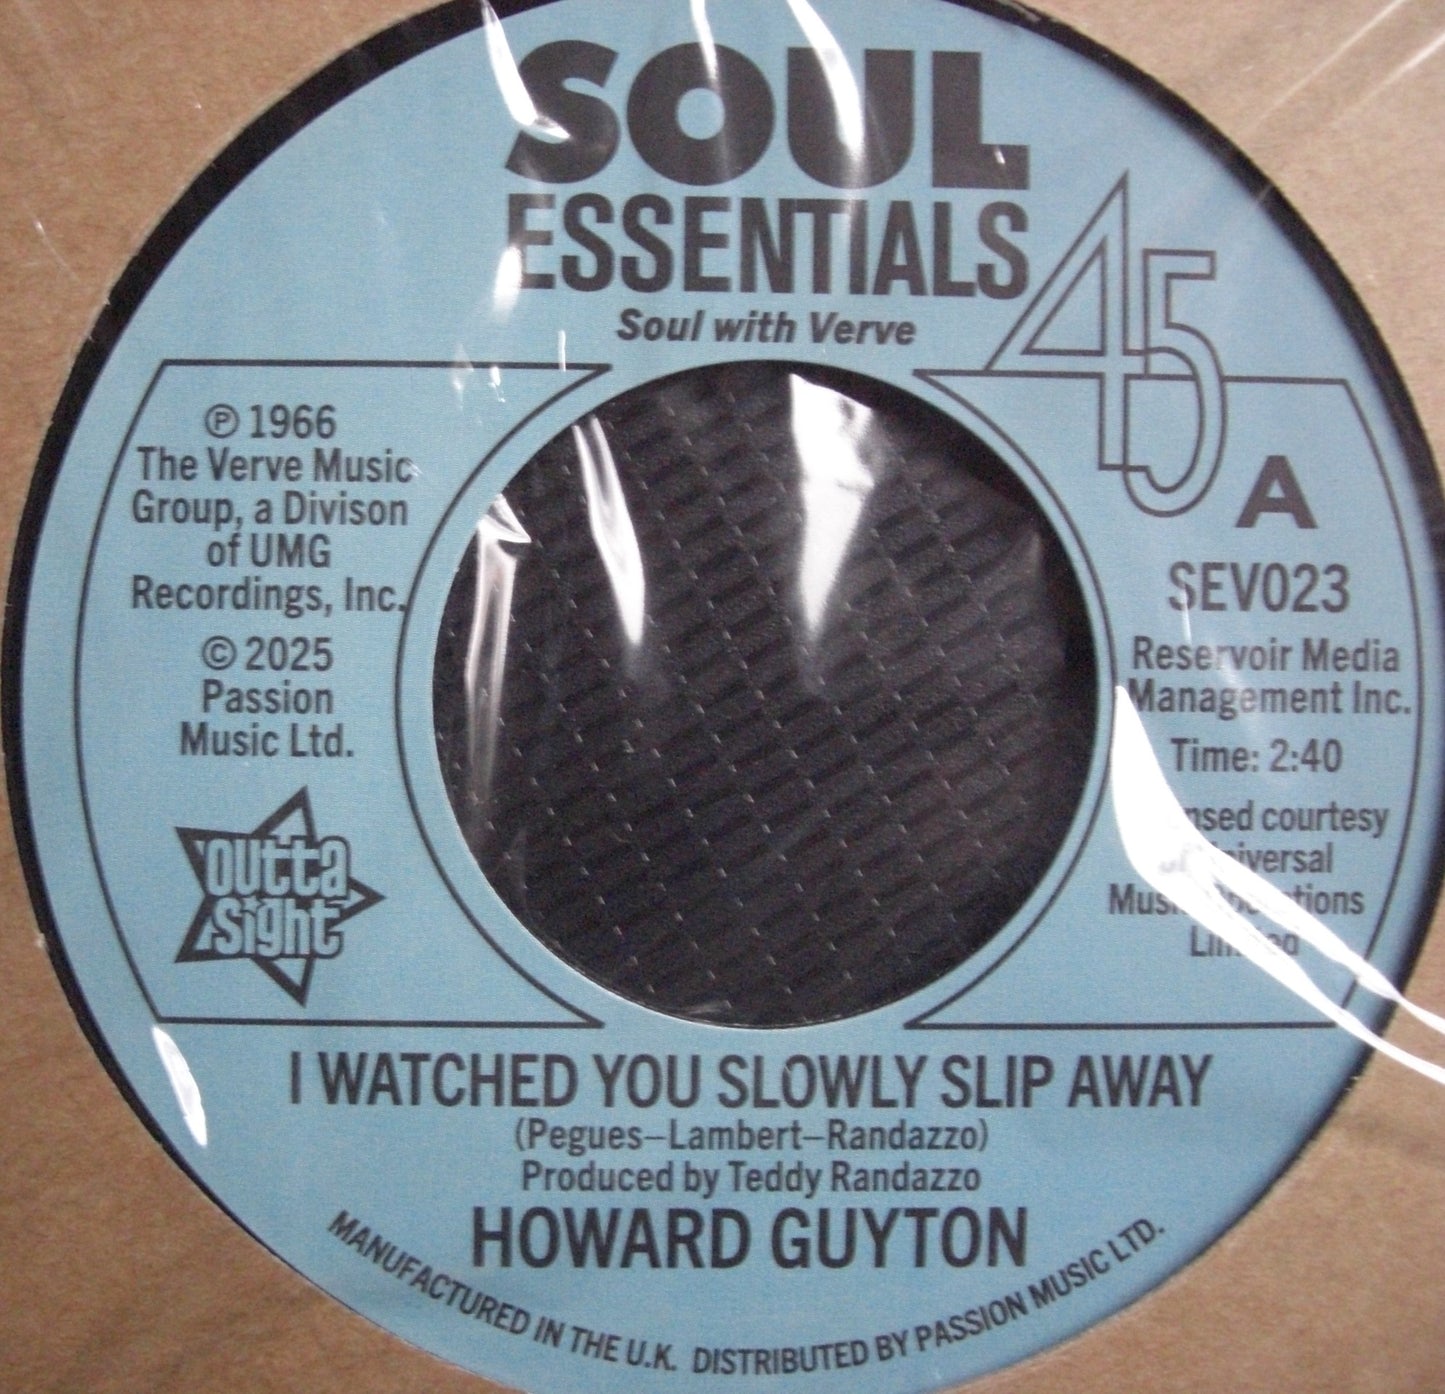 SOUL
ESSENTIALS
Soul with Verve
45
℗ 1966
The Verve Music
Group, a Divison
of UMG
Recordings, Inc.
© 2025
Passion
Music Ltd.
outta
sight
A
SEV023
Reservoir Media
Management Inc.
Time: 2:40
courtesy
I WATCHED YOU SLOWLY SLIP AWAY
(Pegues–Lambert–Randazzo)
Produced by Teddy Randazzo
HOWARD GUYTON
MANUFACTURED IN THE U.K. DISTRIBUTED BY PASSION MUSIC LTD.